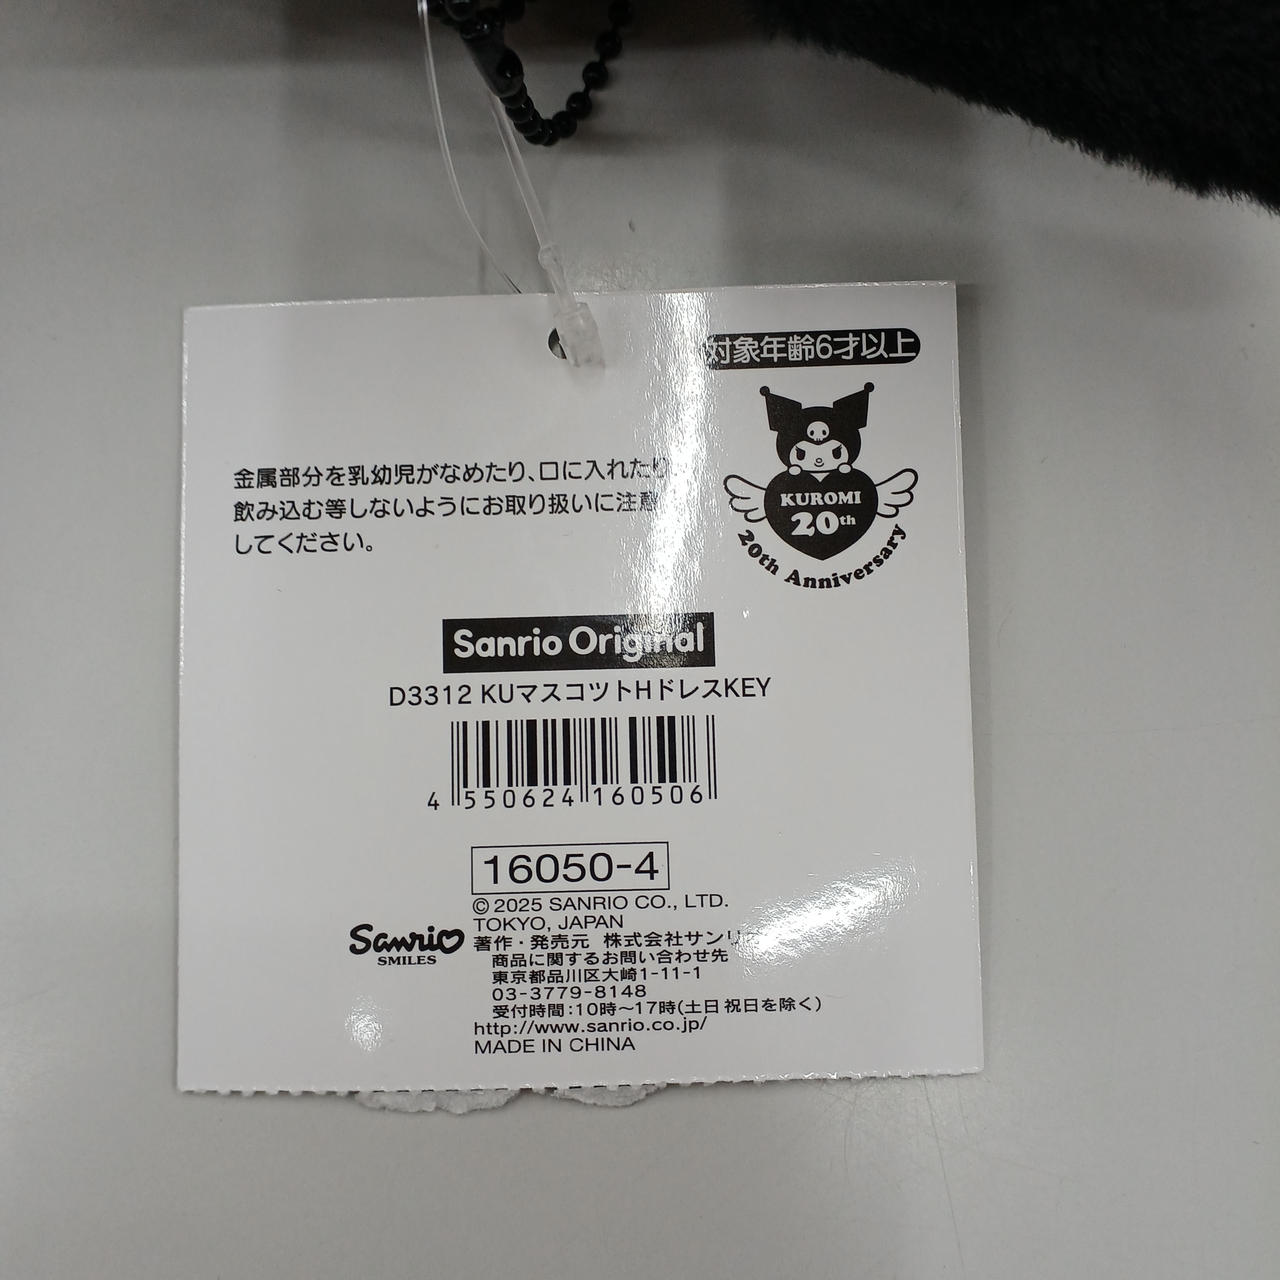 対象年齢6才以上
KUROMI
20th
20th Anniversary
金属部分を乳幼児がなめたり、口に入れたり
飲み込む等しないようにお取り扱いに注意
してください。
Sanrio Original
D3312 KUマスコットHドレスKEY
4 550624 160506
16050-4
© 2025 SANRIO CO., LTD.
TOKYO, JAPAN
Sanrio
SMILES
著作・発売元 株式会社サンリオ
商品に関するお問い合わせ先
東京都品川区大崎1-11-1
03-3779-8148
受付時間:10時~17時(土日祝日を除く)
http://www.sanrio.co.jp/
MADE IN CHINA